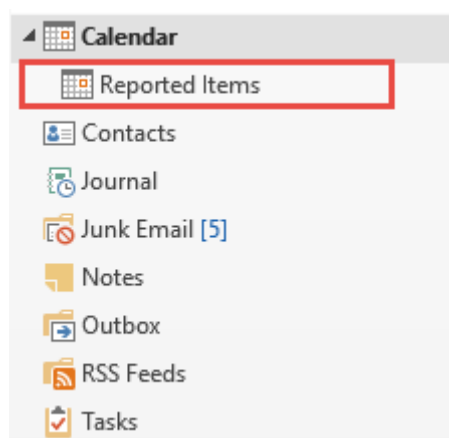 Calendar
Reported Items
Contacts
Journal
Junk Email [5]
Notes
Outbox
RSS Feeds
Tasks